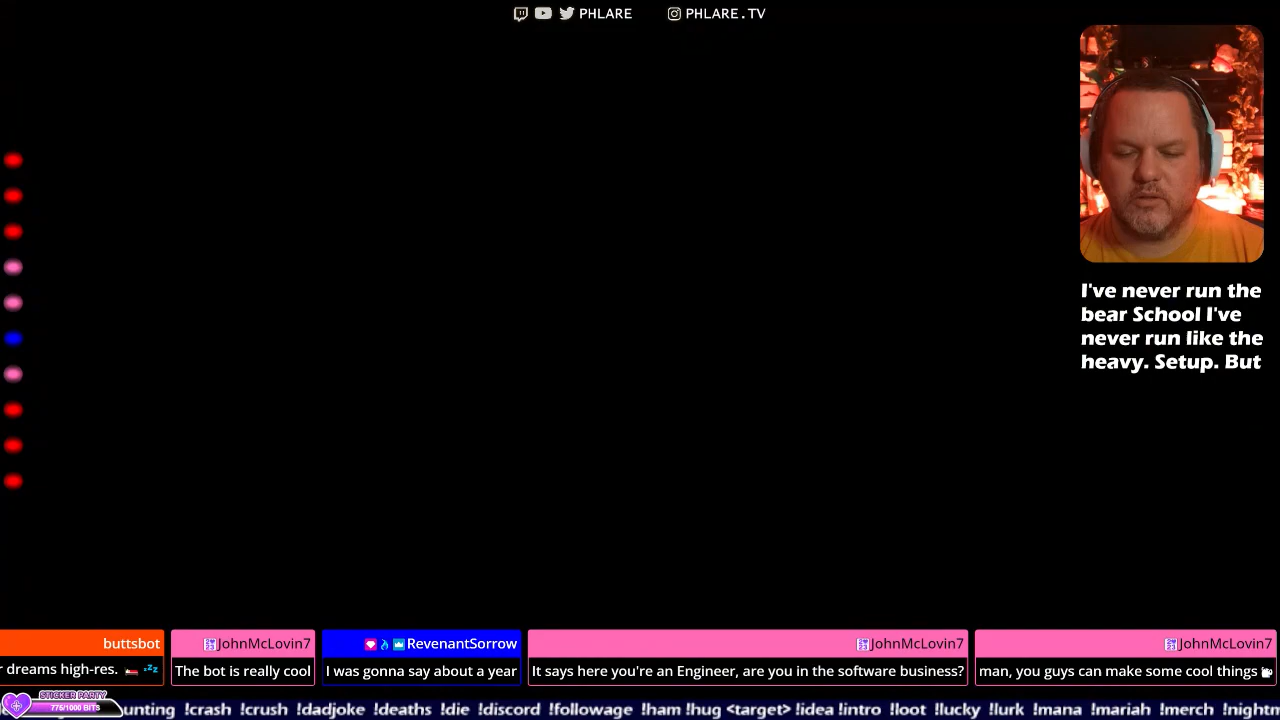 PHLARE PHLARE.TV
I've never run the
bear School I've
never run like the
heavy. Setup. But
buttsbot JohnMcLovin7 RevenantSorrow JohnMcLovin7 JohnMcLovin7
dreams high-res. The bot is really cool I was gonna say about a year It says here you're an Engineer, are you in the software business? man, you guys can make some cool things
STICKER PARTY
775/1000 BITS
unting !crash !crush !dadjoke !deaths !die !discord !followage !ham !hug <target> !idea !intro !loot !lucky !lurk !mana !mariah !merch !nightm